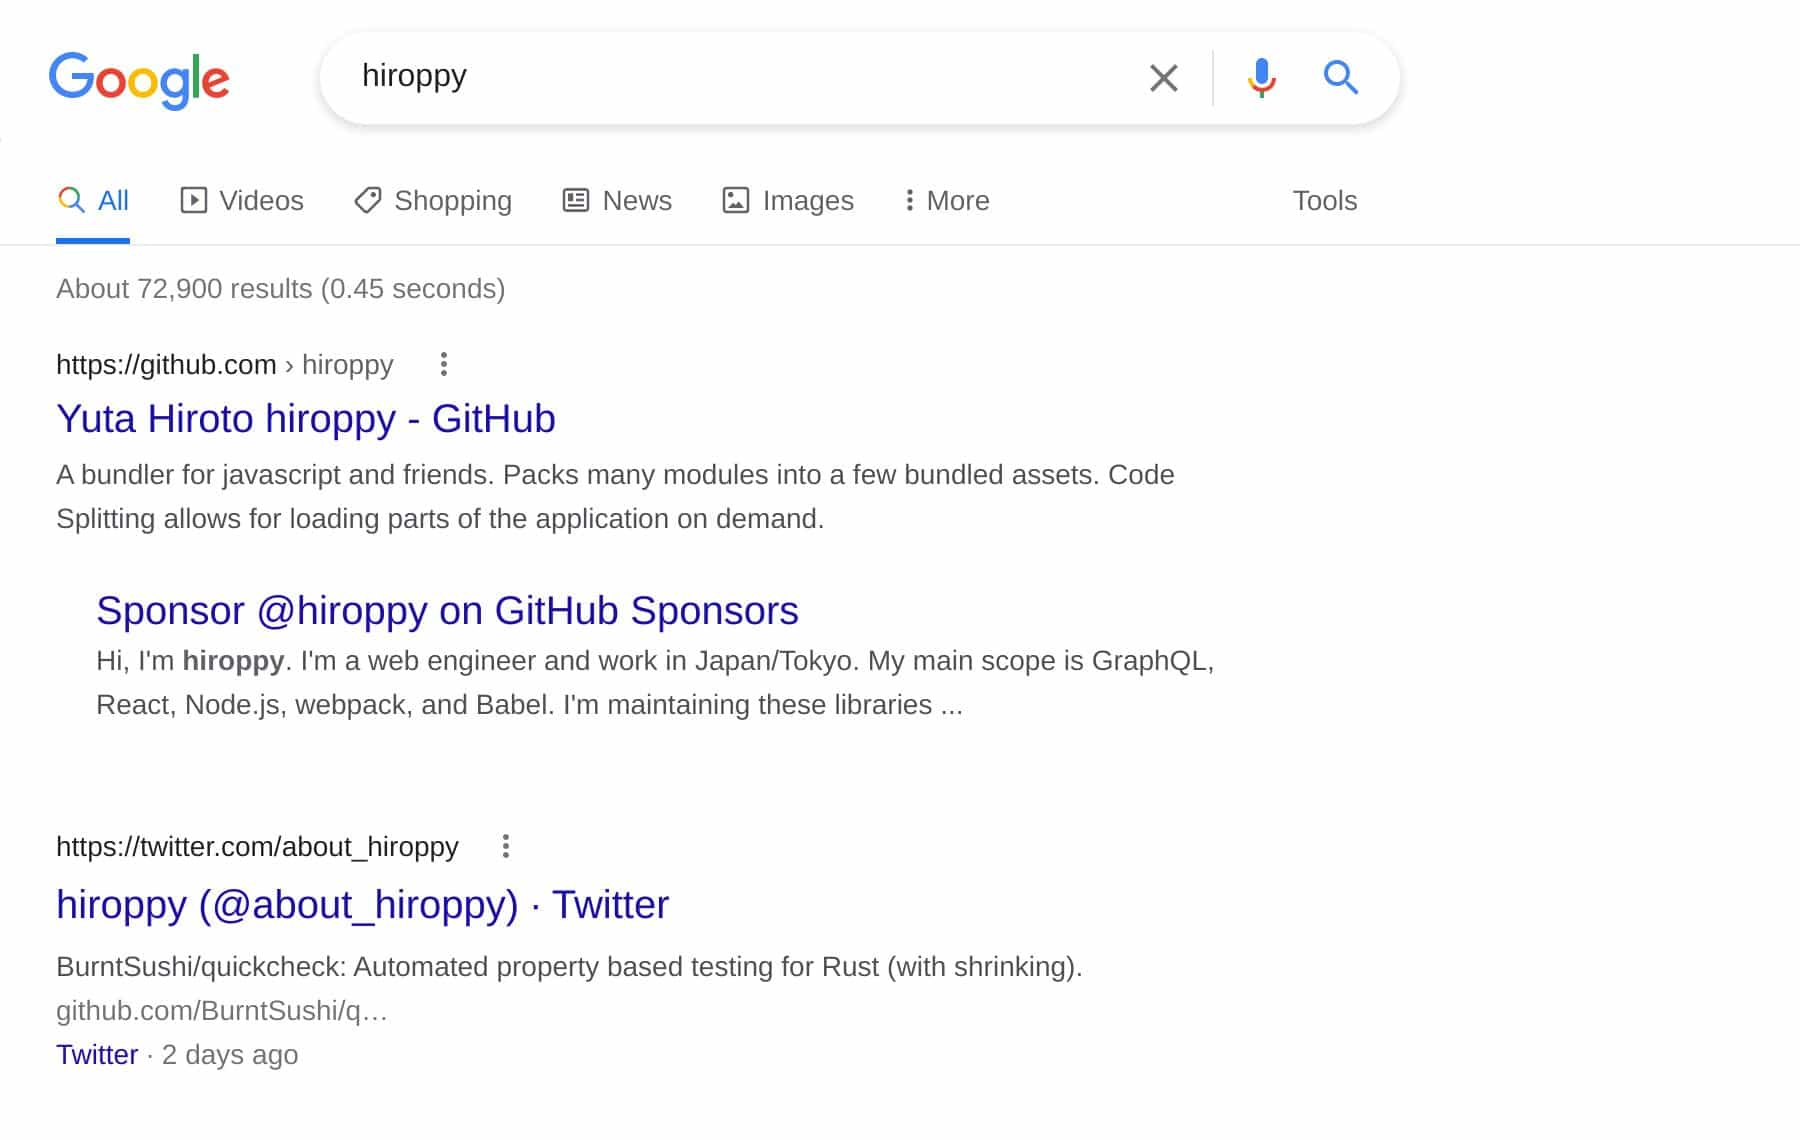 Google
hiroppy
All Videos Shopping News Images More Tools
About 72,900 results (0.45 seconds)
https://github.com › hiroppy
Yuta Hiroto hiroppy - GitHub
A bundler for javascript and friends. Packs many modules into a few bundled assets. Code
Splitting allows for loading parts of the application on demand.
Sponsor @hiroppy on GitHub Sponsors
Hi, I'm hiroppy. I'm a web engineer and work in Japan/Tokyo. My main scope is GraphQL,
React, Node.js, webpack, and Babel. I'm maintaining these libraries ...
https://twitter.com/about_hiroppy
hiroppy (@about_hiroppy) · Twitter
BurntSushi/quickcheck: Automated property based testing for Rust (with shrinking).
github.com/BurntSushi/q…
Twitter · 2 days ago